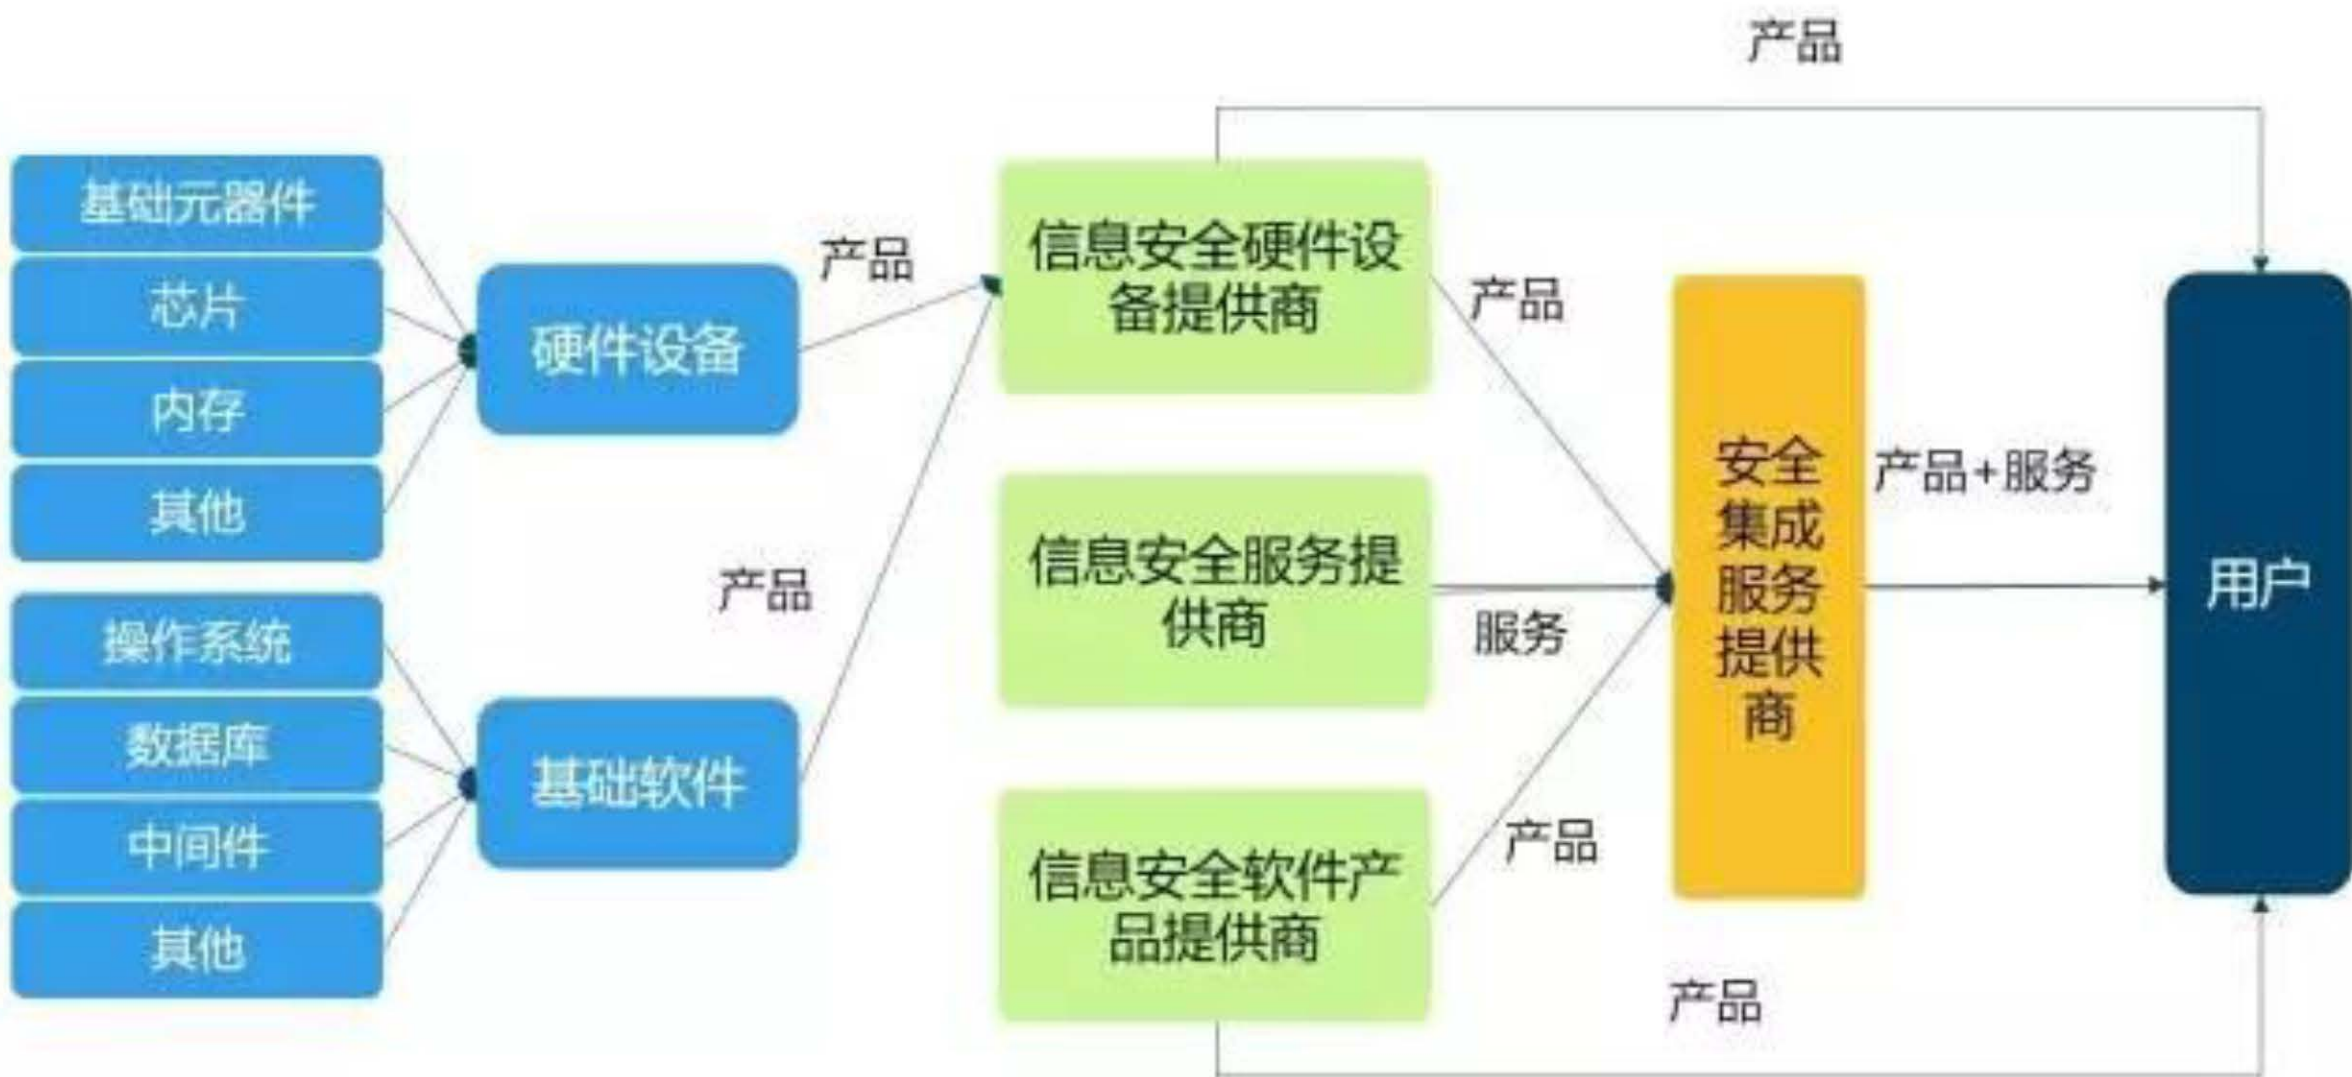 产品
基础元器件
芯片
内存
其他
硬件设备
产品
操作系统
数据库
中间件
其他
基础软件
产品
信息安全硬件设
备提供商
产品
信息安全服务提
供商
服务
信息安全软件产
品提供商
产品
安全
集成
服务
提供
商
产品+服务
用户
产品